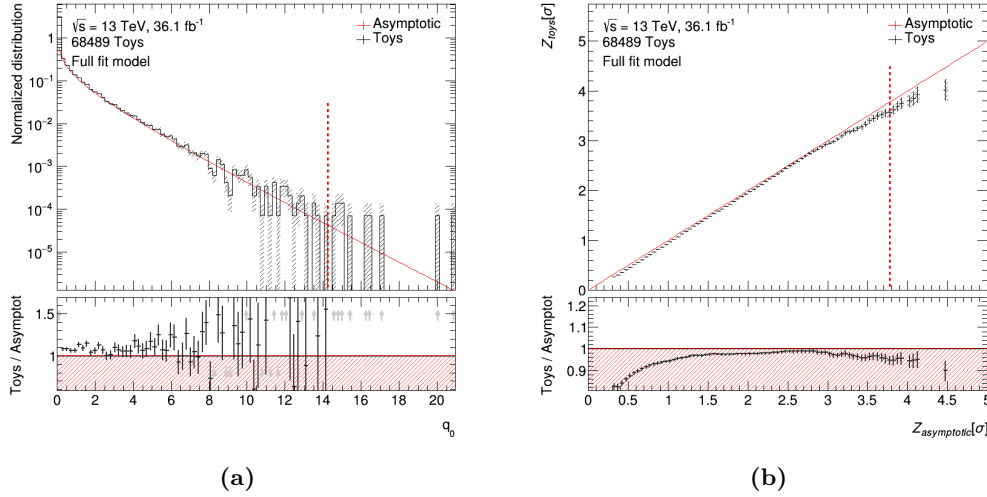 √s = 13 TeV, 36.1 fb⁻¹
68489 Toys
Full fit model
Asymptotic
Toys
Normalized distribution
1
10⁻¹
10⁻²
10⁻³
10⁻⁴
10⁻⁵
Toys / Asymptot
1.5
1
0 2 4 6 8 10 12 14 16 18 20
q₀
(a)
√s = 13 TeV, 36.1 fb⁻¹
68489 Toys
Full fit model
Asymptotic
Toys
Z_toys[σ]
5
4
3
2
1
0
Toys / Asymptot
1.2
1.1
1
0.9
0 0.5 1 1.5 2 2.5 3 3.5 4 4.5 5
Z_asymptotic[σ]
(b)